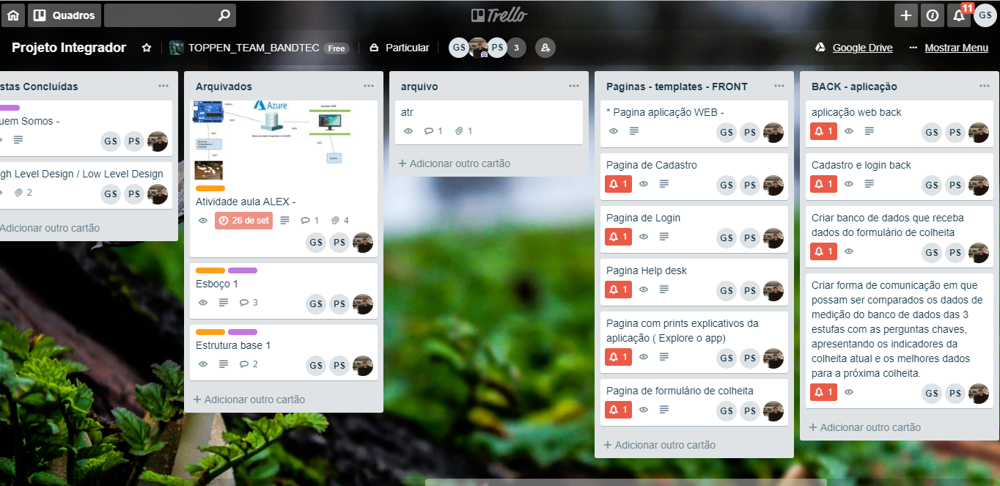 Quadros
Trello
11
GS
Projeto Integrador
TOPPEN_TEAM_BANDTEC Free
Particular
GS PS 3
Google Drive
··· Mostrar Menu
stas Concluídas ···
uem Somos -
GS PS
gh Level Design / Low Level Design
2
GS PS
Adicionar outro cartão
Arquivados ···
Azure
Atividade aula ALEX -
26 de set 1 4
GS PS
Esboço 1
3 GS PS
Estrutura base 1
2 GS PS
+ Adicionar outro cartão
arquivo ···
atr
1 1
+ Adicionar outro cartão
Paginas - templates - FRONT ···
* Pagina aplicação WEB -
GS PS
Pagina de Cadastro
1 GS PS
Pagina de Login
1 GS PS
Pagina Help desk
1 GS PS
Pagina com prints explicativos da
aplicação ( Explore o app)
1 GS PS
Pagina de formulário de colheita
1 GS PS
+ Adicionar outro cartão
BACK - aplicação ···
aplicação web back
1 GS PS
Cadastro e login back
1 GS PS
Criar banco de dados que receba
dados do formulário de colheita
1 GS PS
Criar forma de comunicação em que
possam ser comparados os dados de
medição do banco de dados das 3
estufas com as perguntas chaves,
apresentando os indicadores da
colheita atual e os melhores dados
para a próxima colheita.
1 GS PS
+ Adicionar outro cartão